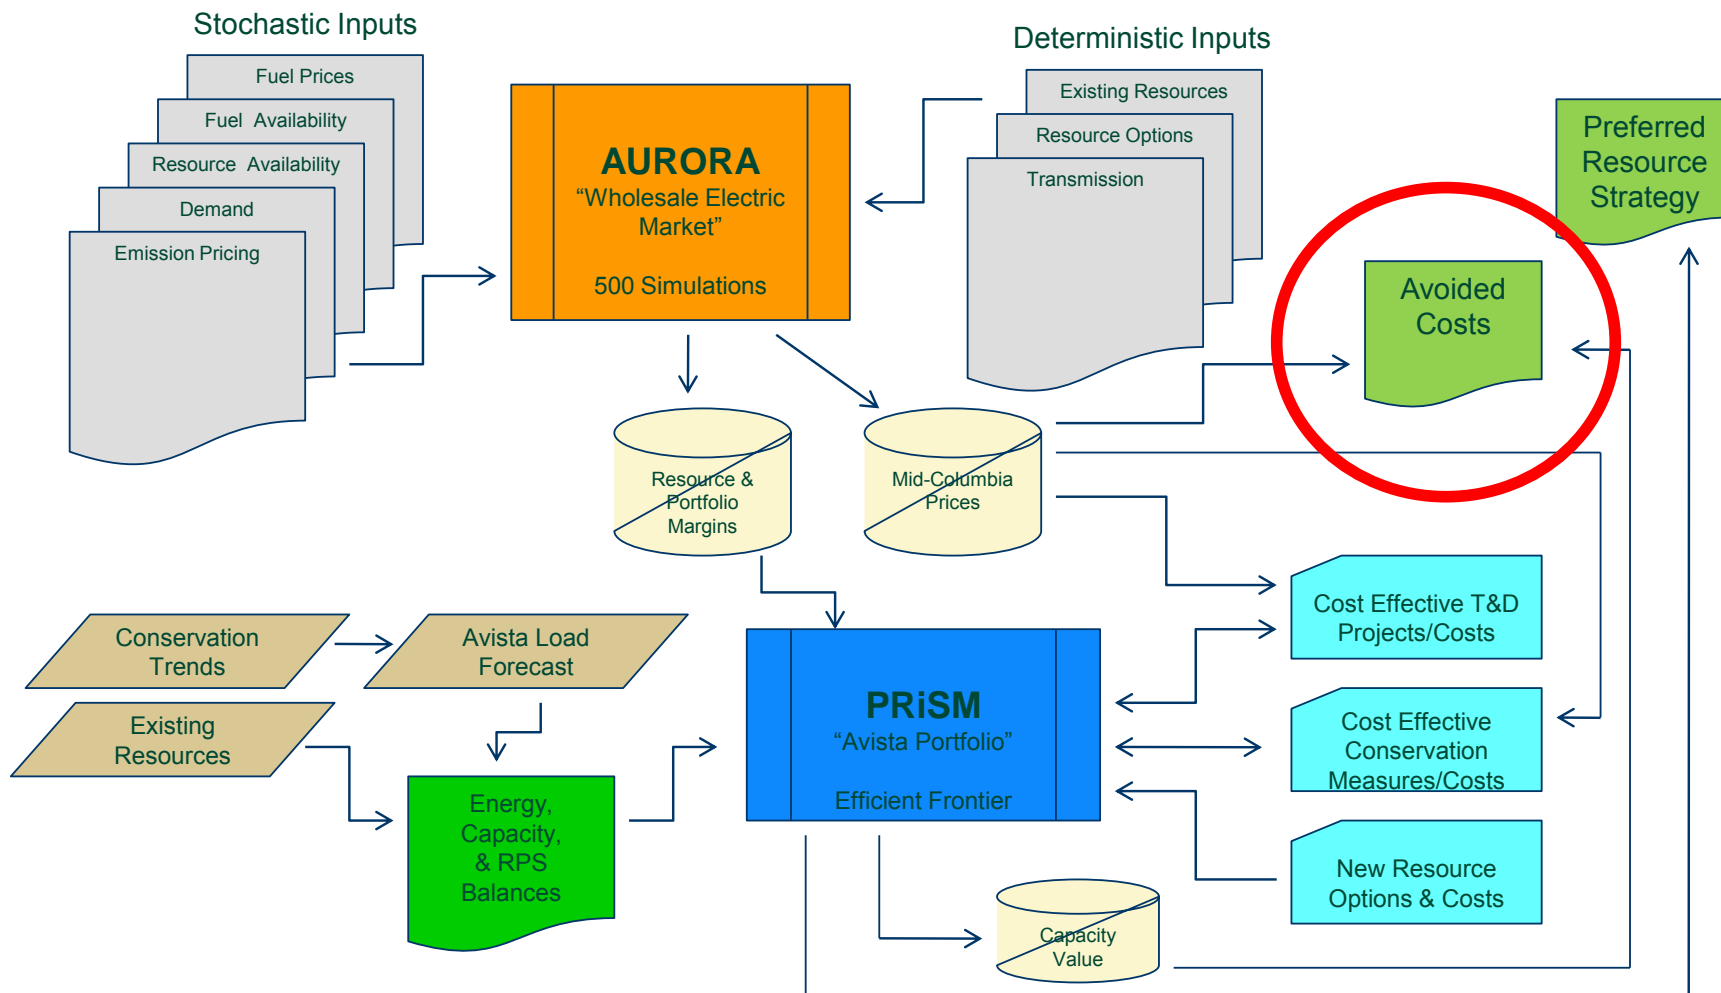 Stochastic Inputs
Fuel Prices
Fuel Availability
Resource Availability
Demand
Emission Pricing
AURORA
“Wholesale Electric
Market”
500 Simulations
Deterministic Inputs
Existing Resources
Resource Options
Transmission
Preferred
Resource
Strategy
Avoided
Costs
Resource &
Portfolio
Margins
Mid-Columbia
Prices
Conservation
Trends
Avista Load
Forecast
Existing
Resources
Energy,
Capacity,
& RPS
Balances
PRiSM
“Avista Portfolio”
Efficient Frontier
Cost Effective T&D
Projects/Costs
Cost Effective
Conservation
Measures/Costs
New Resource
Options & Costs
Capacity
Value